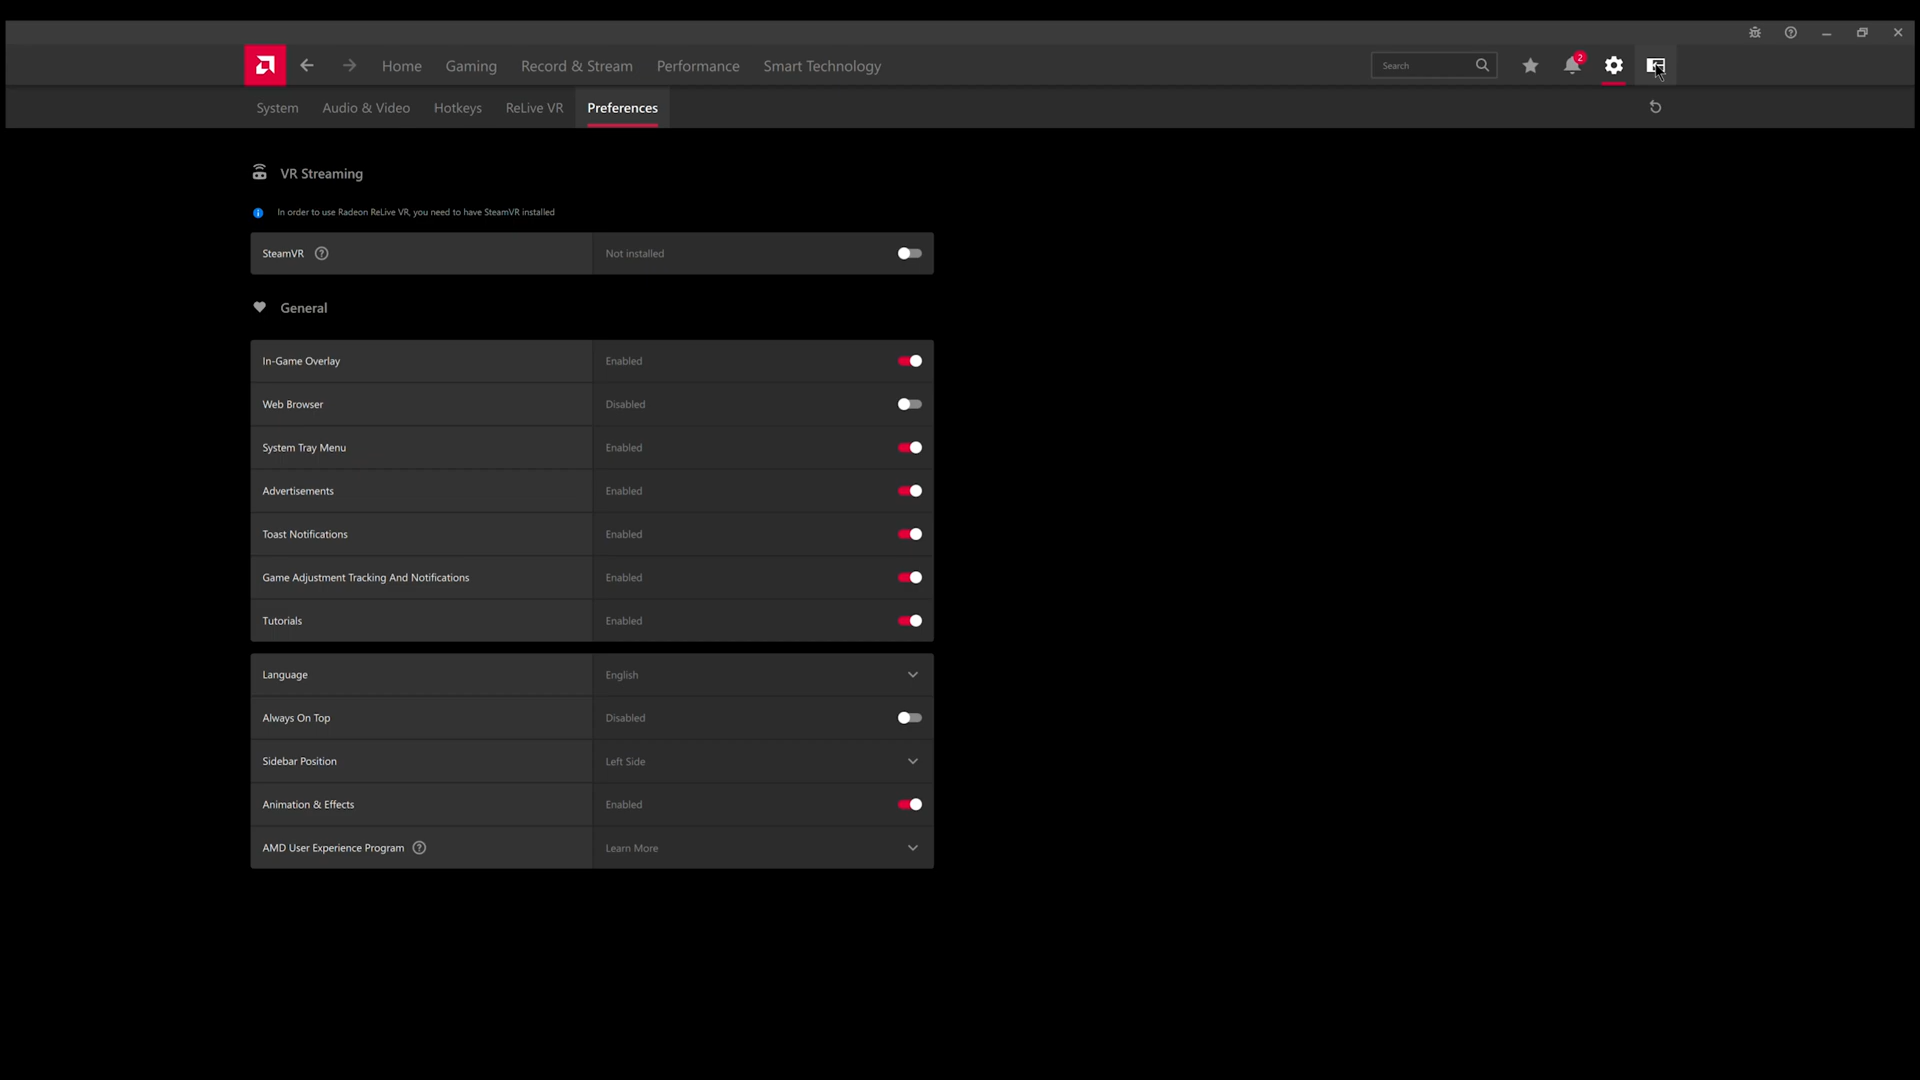 Home Gaming Record & Stream Performance Smart Technology Search 2
System Audio & Video Hotkeys ReLive VR Preferences
VR Streaming
In order to use Radeon ReLive VR, you need to have SteamVR installed
SteamVR ? Not installed
General
In-Game Overlay Enabled
Web Browser Disabled
System Tray Menu Enabled
Advertisements Enabled
Toast Notifications Enabled
Game Adjustment Tracking And Notifications Enabled
Tutorials Enabled
Language English
Always On Top Disabled
Sidebar Position Left Side
Animation & Effects Enabled
AMD User Experience Program ? Learn More